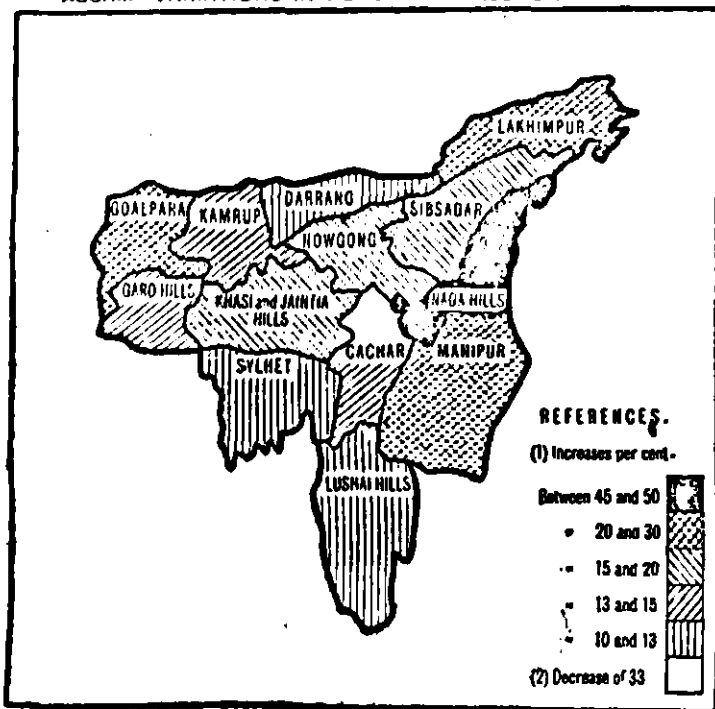 LAKHIMPUR
DARRANG
GOALPARA
KAMRUP
SIBSAGAR
NOWGONG
GARO HILLS
KHASI and JAINTIA
HILLS
NAGA HILLS
CACHAR
MANIPUR
SYLHET
LUSHAI HILLS
REFERENCES.
(1) Increases per cent.
Between 45 and 50
" 20 and 30
" 15 and 20
" 13 and 15
" 10 and 13
(2) Decrease of 33